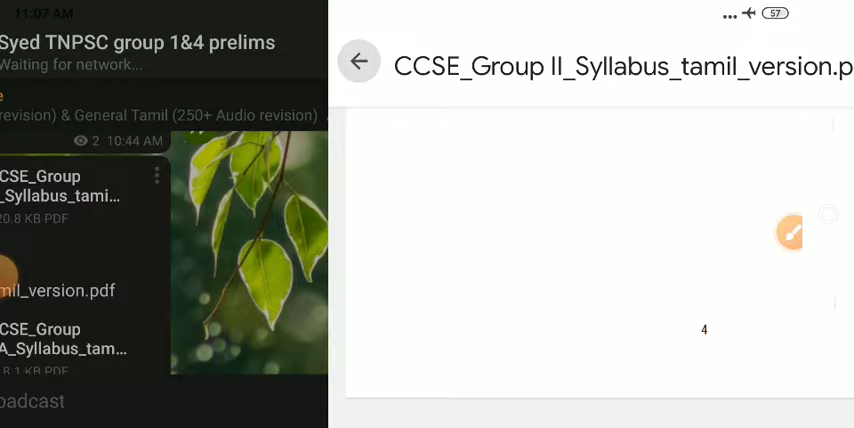 11:07 AM
Syed TNPSC group 1&4 prelims
Waiting for network...
revision) & General Tamil (250+ Audio revision)
2 10:44 AM
CSE_Group
_Syllabus_tami...
20.8 KB PDF
mil_version.pdf
CSE_Group
A_Syllabus_tam...
8.1 KB PDF
oadcast
... 57
CCSE_Group ll_Syllabus_tamil_version.p
4